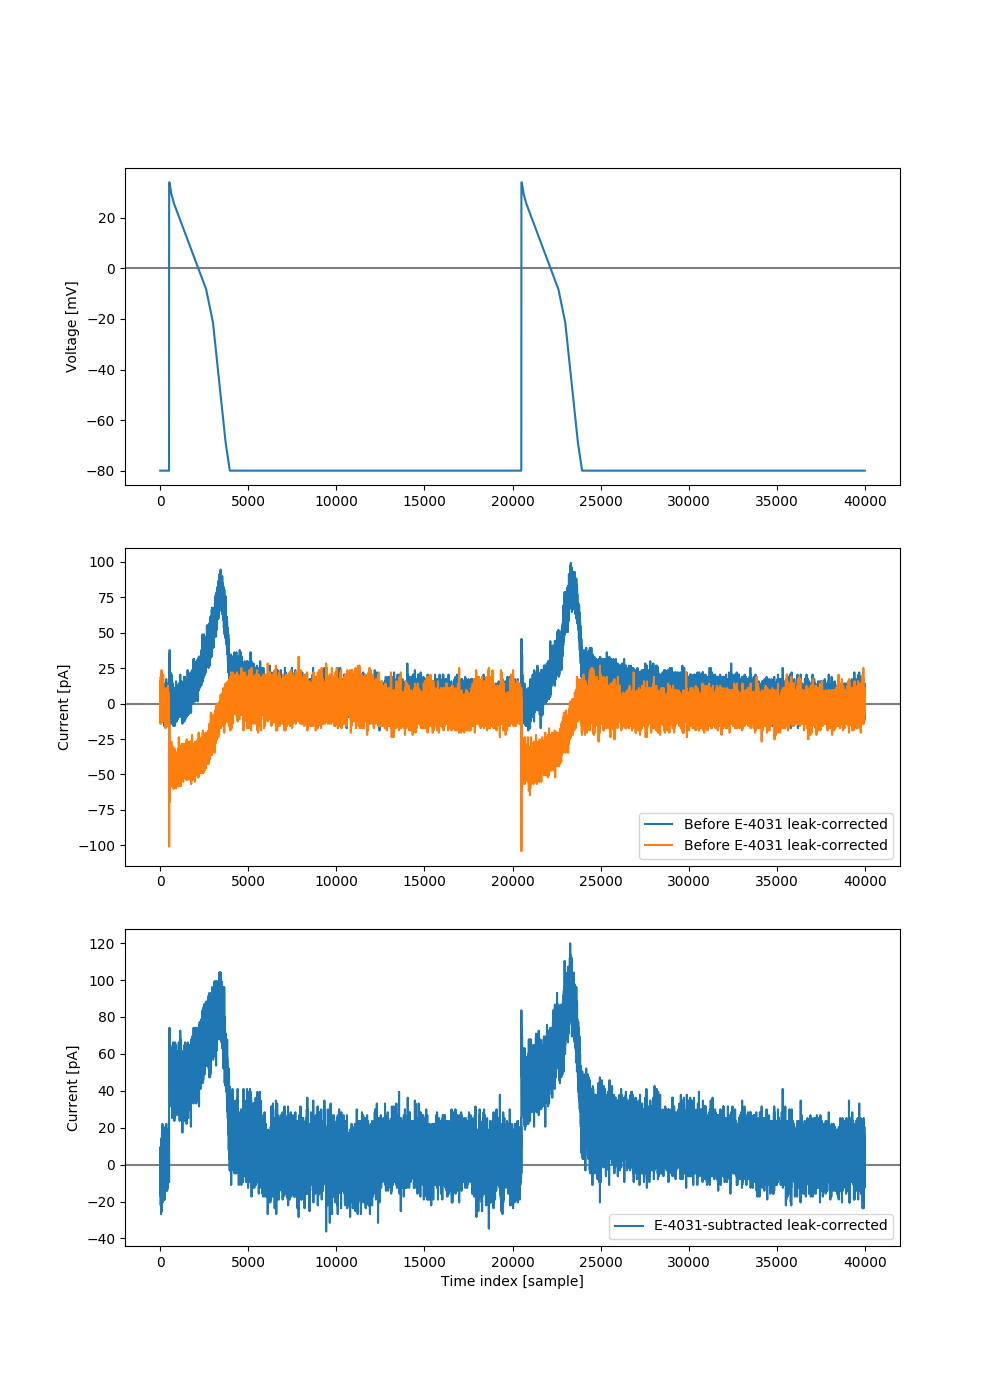 Voltage [mV]
20
0
−20
−40
−60
−80
0 5000 10000 15000 20000 25000 30000 35000 40000
Current [pA]
100
75
50
25
0
−25
−50
−75
−100
Before E-4031 leak-corrected
Before E-4031 leak-corrected
0 5000 10000 15000 20000 25000 30000 35000 40000
Current [pA]
120
100
80
60
40
20
0
−20
−40
E-4031-subtracted leak-corrected
0 5000 10000 15000 20000 25000 30000 35000 40000
Time index [sample]